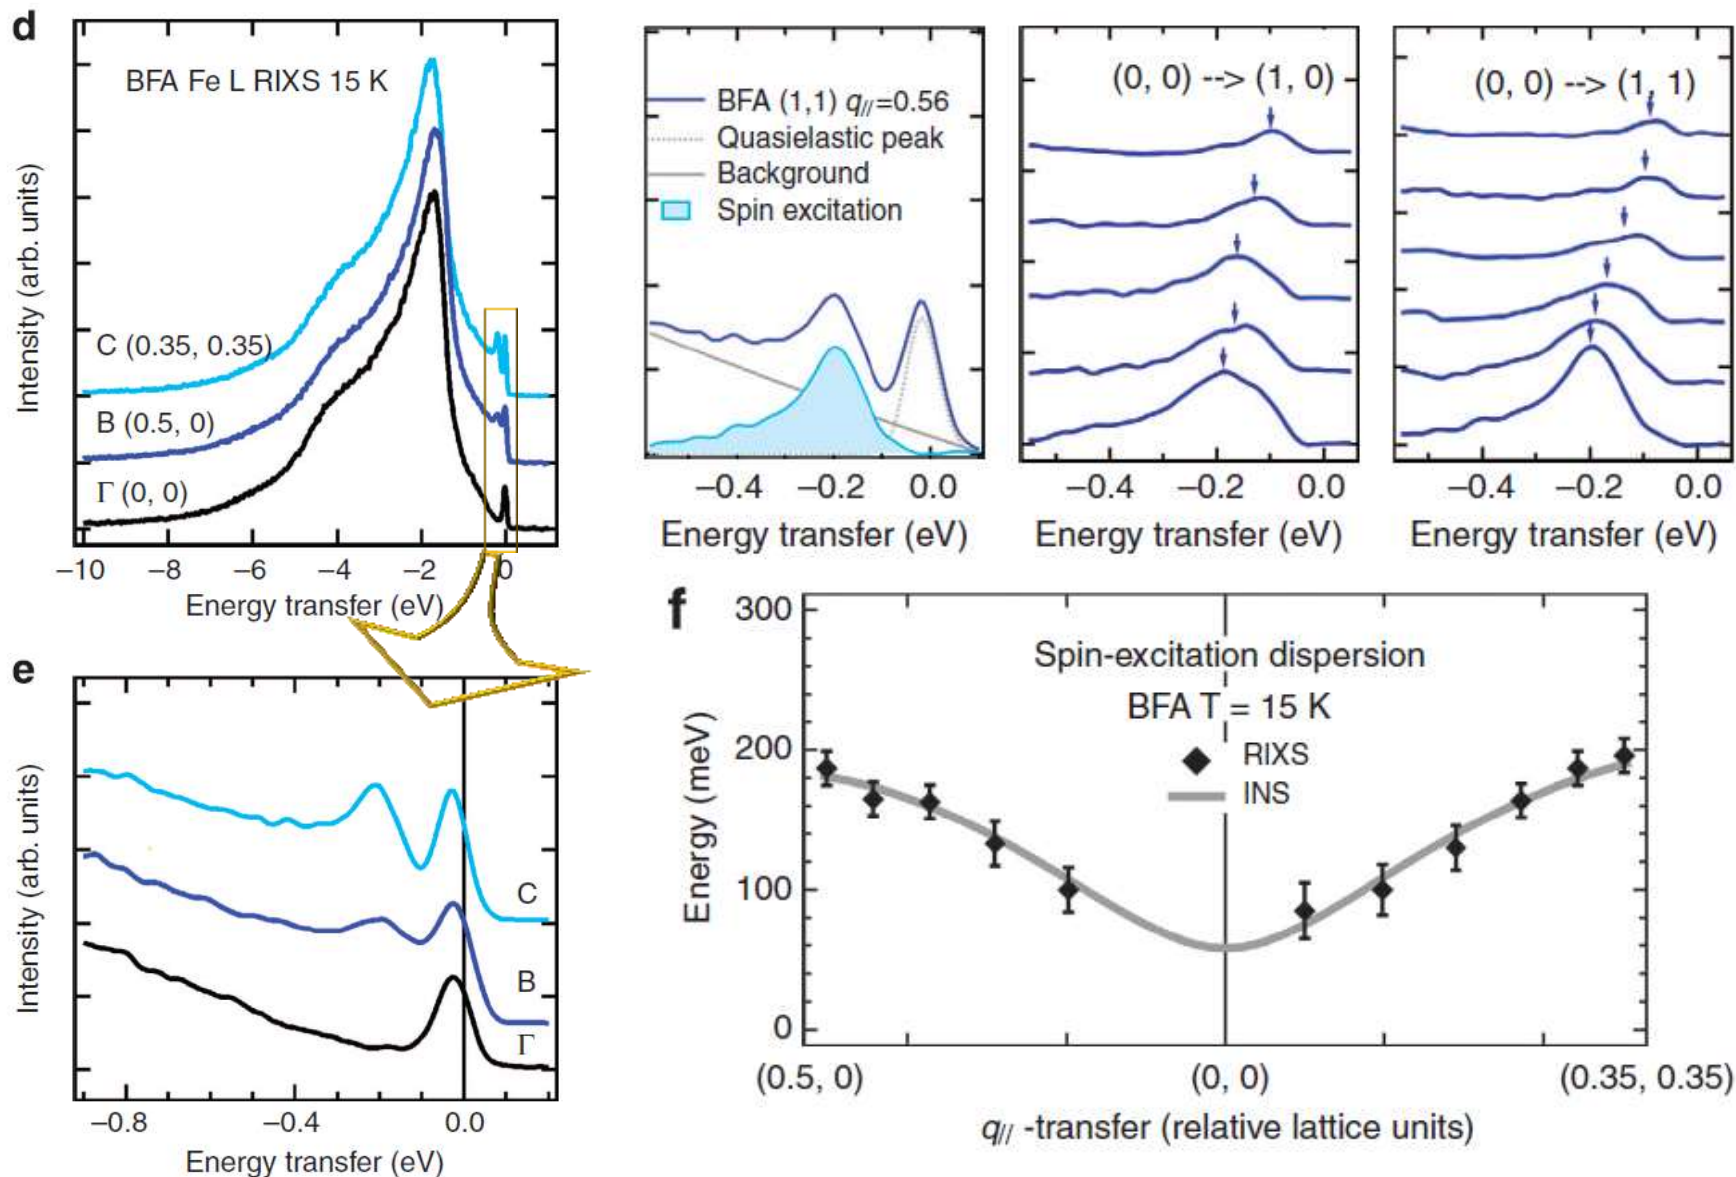 d
BFA Fe L RIXS 15 K
C (0.35, 0.35)
B (0.5, 0)
Γ (0, 0)
Intensity (arb. units)
−10 −8 −6 −4 −2 0
Energy transfer (eV)
BFA (1,1) q//=0.56
Quasielastic peak
Background
Spin excitation
−0.4 −0.2 0.0
Energy transfer (eV)
(0, 0) --> (1, 0)
−0.4 −0.2 0.0
Energy transfer (eV)
(0, 0) --> (1, 1)
−0.4 −0.2 0.0
Energy transfer (eV)
e
C
B
Γ
Intensity (arb. units)
−0.8 −0.4 0.0
Energy transfer (eV)
f
Spin-excitation dispersion
BFA T = 15 K
RIXS
INS
Energy (meV)
300
200
100
0
(0.5, 0) (0, 0) (0.35, 0.35)
q// -transfer (relative lattice units)